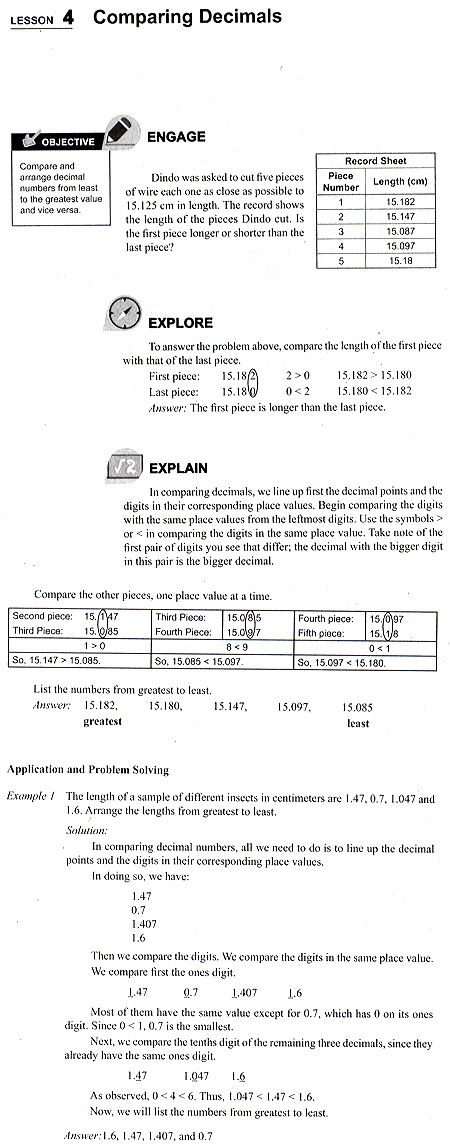 LESSON 4 Comparing Decimals
OBJECTIVE
Compare and
arrange decimal
numbers from least
to the greatest value
and vice versa.
ENGAGE
Dindo was asked to cut five pieces
of wire each one as close as possible to
15.125 cm in length. The record shows
the length of the pieces Dindo cut. Is
the first piece longer or shorter than the
last piece?
Record Sheet
Piece Number Length (cm)
1 15.182
2 15.147
3 15.087
4 15.097
5 15.18
EXPLORE
To answer the problem above, compare the length of the first piece
with that of the last piece.
First piece: 15.182 2 > 0 15.182 > 15.180
Last piece: 15.180 0 < 2 15.180 < 15.182
Answer: The first piece is longer than the last piece.
√2 EXPLAIN
In comparing decimals, we line up first the decimal points and the
digits in their corresponding place values. Begin comparing the digits
with the same place values from the leftmost digits. Use the symbols >
or < in comparing the digits in the same place value. Take note of the
first pair of digits you see that differ; the decimal with the bigger digit
in this pair is the bigger decimal.
Compare the other pieces, one place value at a time.
Second piece: 15.147 Third Piece: 15.085 Fourth piece: 15.097
Third Piece: 15.085 Fourth Piece: 15.097 Fifth piece: 15.18
1 > 0 8 < 9 0 < 1
So, 15.147 > 15.085. So, 15.085 < 15.097. So, 15.097 < 15.180.
List the numbers from greatest to least.
Answer: 15.182, 15.180, 15.147, 15.097, 15.085
greatest least
Application and Problem Solving
Example 1 The length of a sample of different insects in centimeters are 1.47, 0.7, 1.047 and
1.6. Arrange the lengths from greatest to least.
Solution:
In comparing decimal numbers, all we need to do is to line up the decimal
points and the digits in their corresponding place values.
In doing so, we have:
1.47
0.7
1.407
1.6
Then we compare the digits. We compare the digits in the same place value.
We compare first the ones digit.
1.47 0.7 1.407 1.6
Most of them have the same value except for 0.7, which has 0 on its ones
digit. Since 0 < 1, 0.7 is the smallest.
Next, we compare the tenths digit of the remaining three decimals, since they
already have the same ones digit.
1.47 1.047 1.6
As observed, 0 < 4 < 6. Thus, 1.047 < 1.47 < 1.6.
Now, we will list the numbers from greatest to least.
Answer: 1.6, 1.47, 1.407, and 0.7